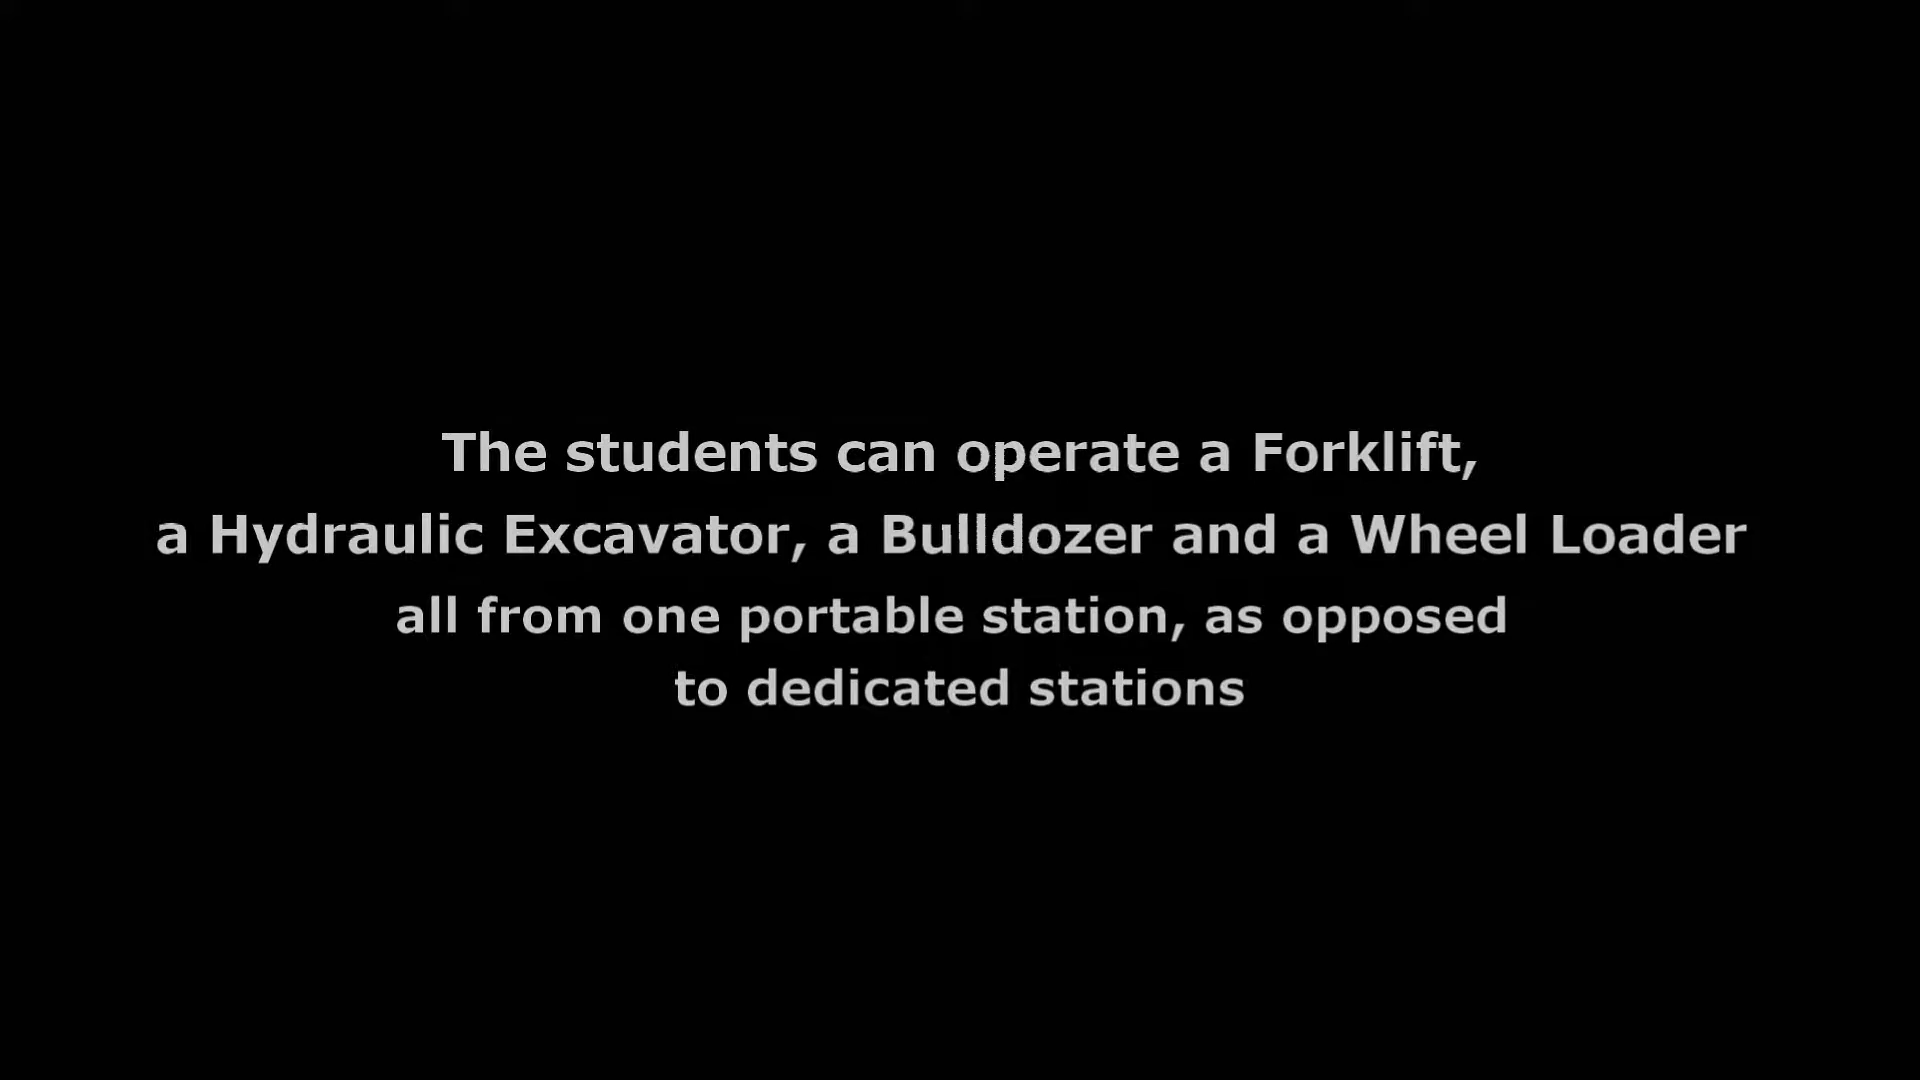 The students can operate a Forklift,
a Hydraulic Excavator, a Bulldozer and a Wheel Loader
all from one portable station, as opposed
to dedicated stations